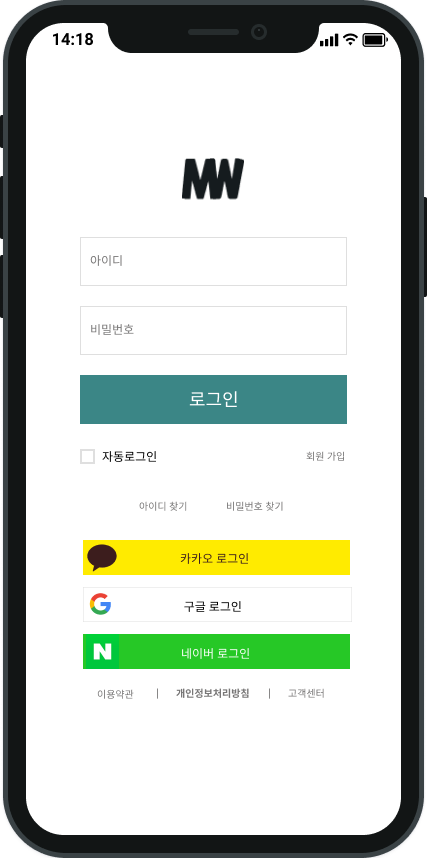 14:18
MW
아이디
비밀번호
로그인
자동로그인 회원 가입
아이디 찾기 비밀번호 찾기
카카오 로그인
G 구글 로그인
N 네이버 로그인
이용약관 | 개인정보처리방침 | 고객센터